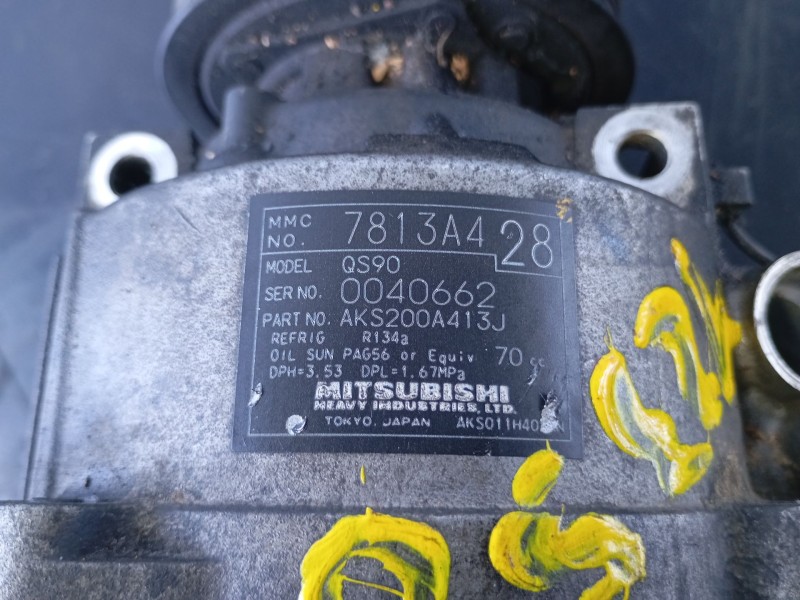 MMC NO. 7813A428
MODEL QS90
SER NO. 0040662
PART NO. AKS200A413J
REFRIG R134a
OIL SUN PAG56 or Equiv 70 cc
DPH=3.53 DPL=1.67MPa
MITSUBISHI
HEAVY INDUSTRIES, LTD.
TOKYO, JAPAN